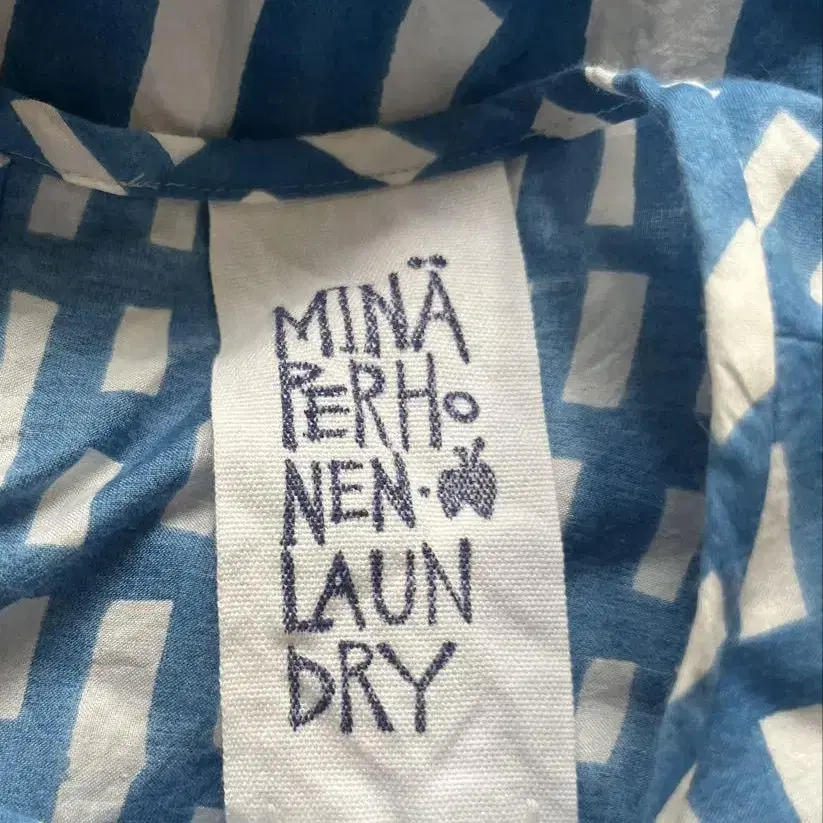 MINÄ
PERHO
NEN.
LAUN
DRY